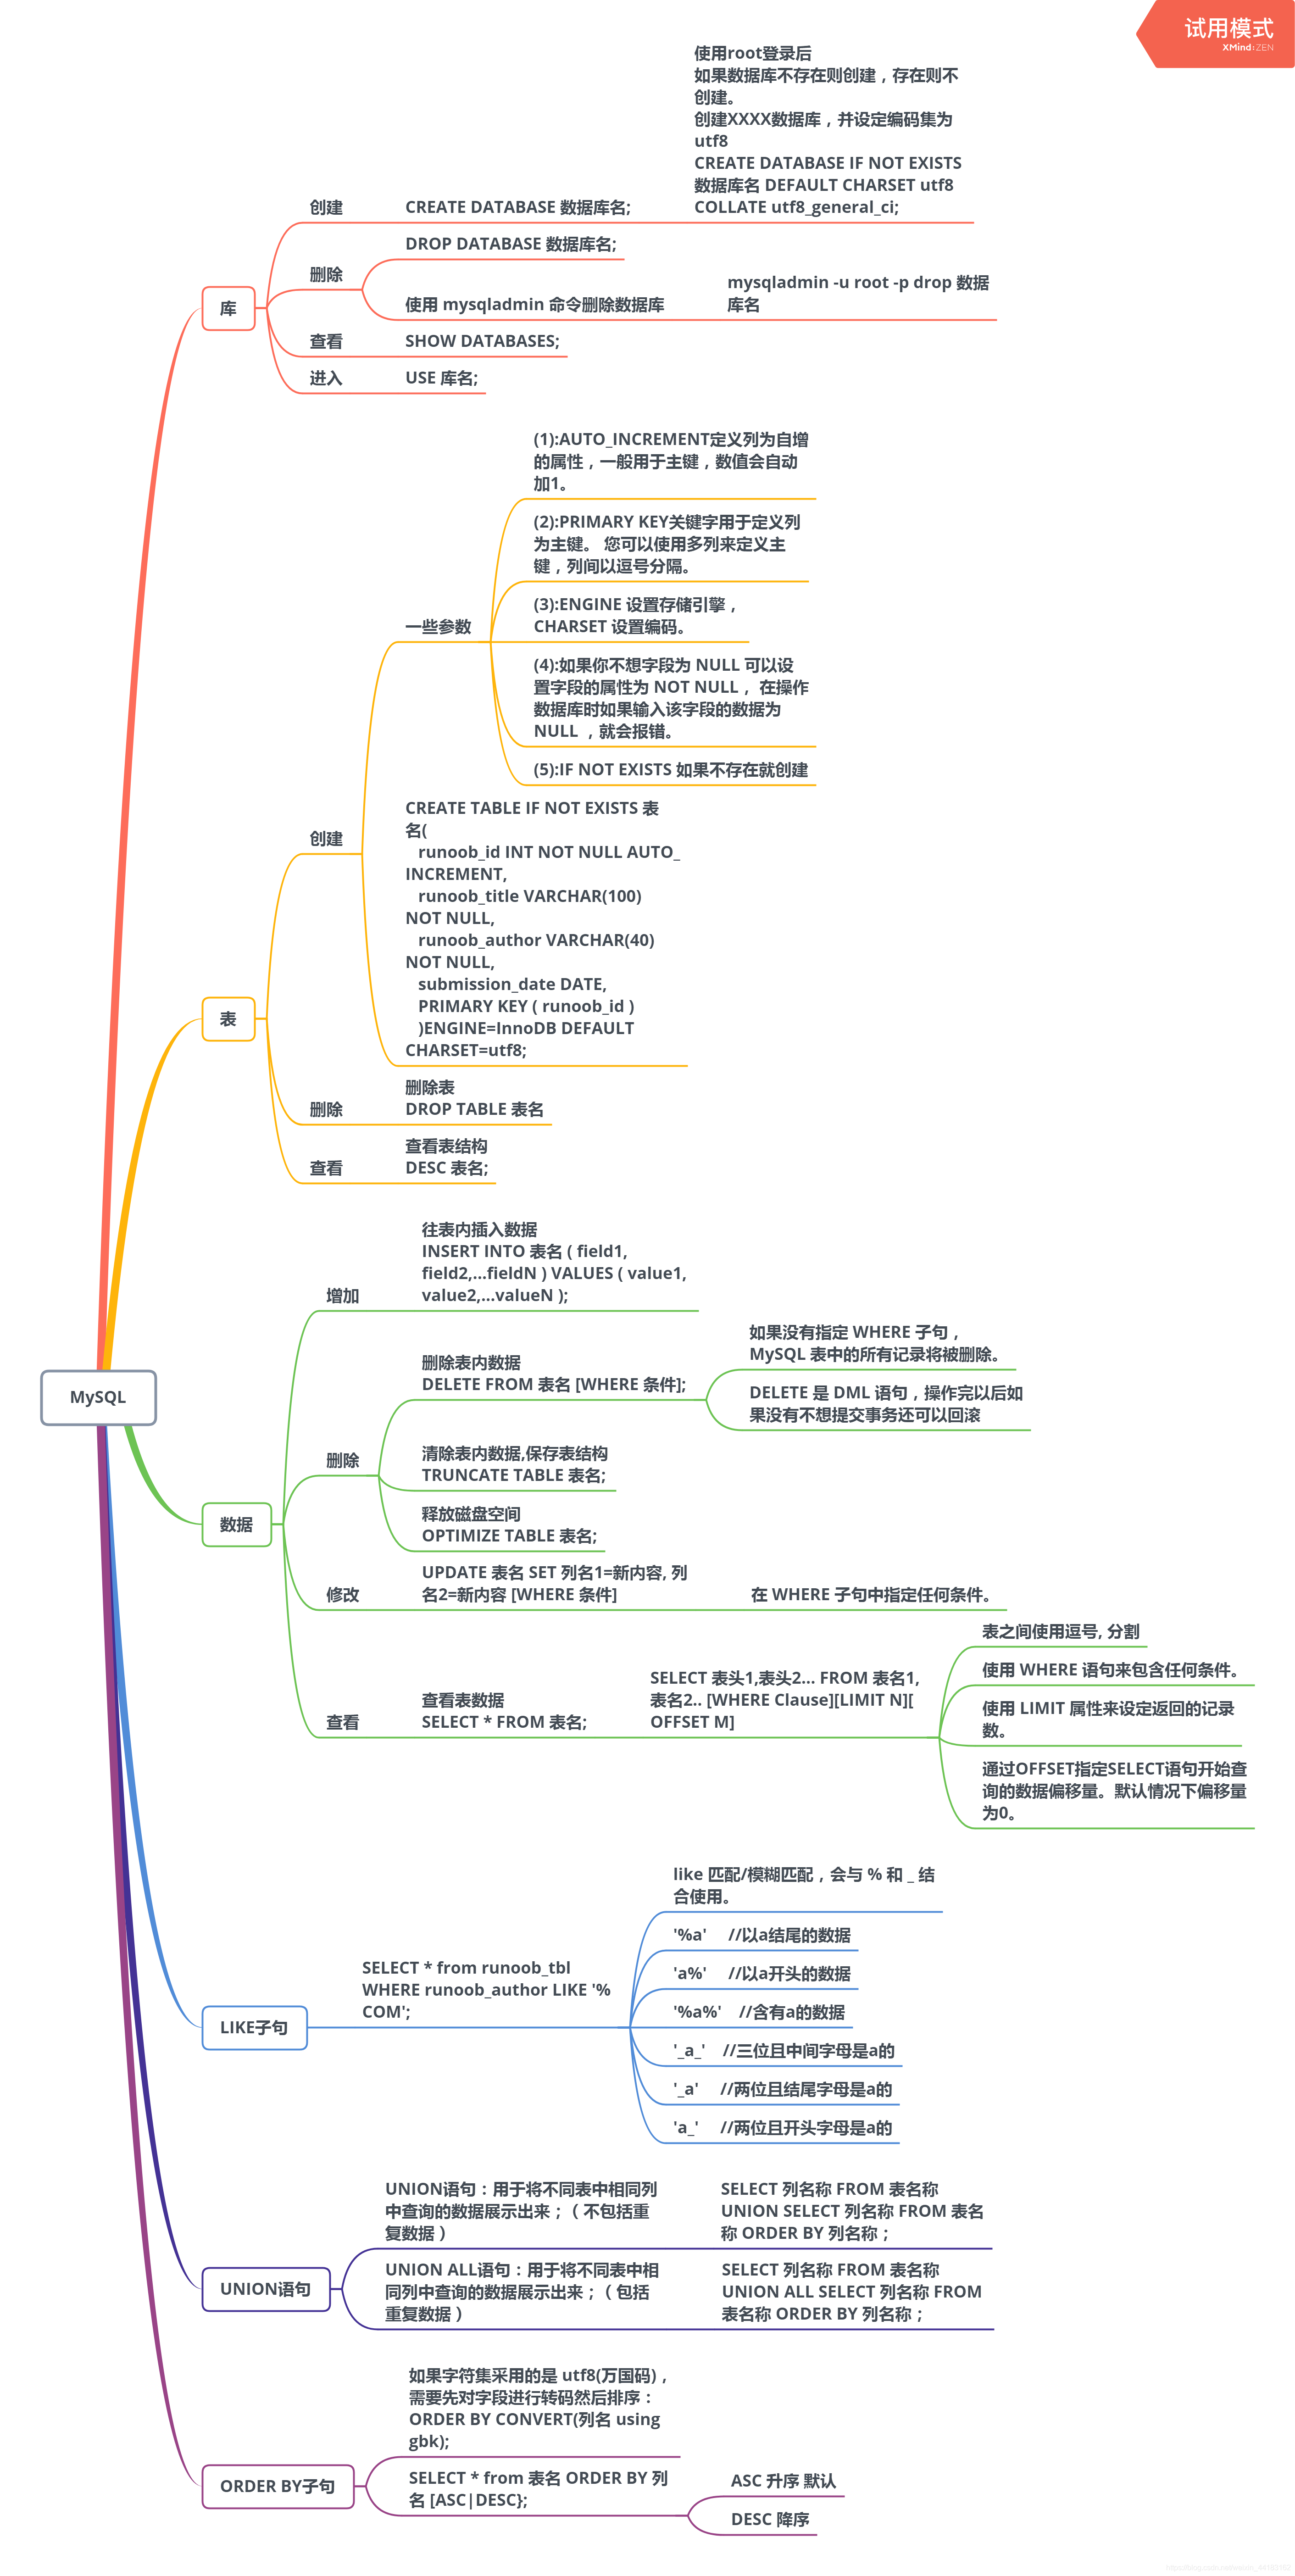 试用模式
XMind:ZEN
MySQL
库
创建
CREATE DATABASE 数据库名;
使用root登录后
如果数据库不存在则创建，存在则不
创建。
创建XXXX数据库，并设定编码集为
utf8
CREATE DATABASE IF NOT EXISTS
数据库名 DEFAULT CHARSET utf8
COLLATE utf8_general_ci;
删除
DROP DATABASE 数据库名;
使用 mysqladmin 命令删除数据库
mysqladmin -u root -p drop 数据
库名
查看
SHOW DATABASES;
进入
USE 库名;
表
创建
一些参数
(1):AUTO_INCREMENT定义列为自增
的属性，一般用于主键，数值会自动
加1。
(2):PRIMARY KEY关键字用于定义列
为主键。 您可以使用多列来定义主
键，列间以逗号分隔。
(3):ENGINE 设置存储引擎，
CHARSET 设置编码。
(4):如果你不想字段为 NULL 可以设
置字段的属性为 NOT NULL， 在操作
数据库时如果输入该字段的数据为
NULL ，就会报错。
(5):IF NOT EXISTS 如果不存在就创建
CREATE TABLE IF NOT EXISTS 表
名(
runoob_id INT NOT NULL AUTO_
INCREMENT,
runoob_title VARCHAR(100)
NOT NULL,
runoob_author VARCHAR(40)
NOT NULL,
submission_date DATE,
PRIMARY KEY ( runoob_id )
)ENGINE=InnoDB DEFAULT
CHARSET=utf8;
删除
删除表
DROP TABLE 表名
查看
查看表结构
DESC 表名;
数据
增加
往表内插入数据
INSERT INTO 表名 ( field1,
field2,...fieldN ) VALUES ( value1,
value2,...valueN );
删除
删除表内数据
DELETE FROM 表名 [WHERE 条件];
如果没有指定 WHERE 子句，
MySQL 表中的所有记录将被删除。
DELETE 是 DML 语句，操作完以后如
果没有不想提交事务还可以回滚
清除表内数据,保存表结构
TRUNCATE TABLE 表名;
释放磁盘空间
OPTIMIZE TABLE 表名;
修改
UPDATE 表名 SET 列名1=新内容, 列
名2=新内容 [WHERE 条件]
在 WHERE 子句中指定任何条件。
查看
查看表数据
SELECT * FROM 表名;
SELECT 表头1,表头2... FROM 表名1,
表名2.. [WHERE Clause][LIMIT N][
OFFSET M]
表之间使用逗号, 分割
使用 WHERE 语句来包含任何条件。
使用 LIMIT 属性来设定返回的记录
数。
通过OFFSET指定SELECT语句开始查
询的数据偏移量。默认情况下偏移量
为0。
LIKE子句
SELECT * from runoob_tbl
WHERE runoob_author LIKE '%
COM';
like 匹配/模糊匹配，会与 % 和 _ 结
合使用。
'%a' //以a结尾的数据
'a%' //以a开头的数据
'%a%' //含有a的数据
'_a_' //三位且中间字母是a的
'_a' //两位且结尾字母是a的
'a_' //两位且开头字母是a的
UNION语句
UNION语句：用于将不同表中相同列
中查询的数据展示出来；（ 不包括重
复数据 ）
SELECT 列名称 FROM 表名称
UNION SELECT 列名称 FROM 表名
称 ORDER BY 列名称；
UNION ALL语句：用于将不同表中相
同列中查询的数据展示出来；（ 包括
重复数据 ）
SELECT 列名称 FROM 表名称
UNION ALL SELECT 列名称 FROM
表名称 ORDER BY 列名称；
ORDER BY子句
如果字符集采用的是 utf8(万国码)，
需要先对字段进行转码然后排序：
ORDER BY CONVERT(列名 using
gbk);
SELECT * from 表名 ORDER BY 列
名 [ASC|DESC};
ASC 升序 默认
DESC 降序